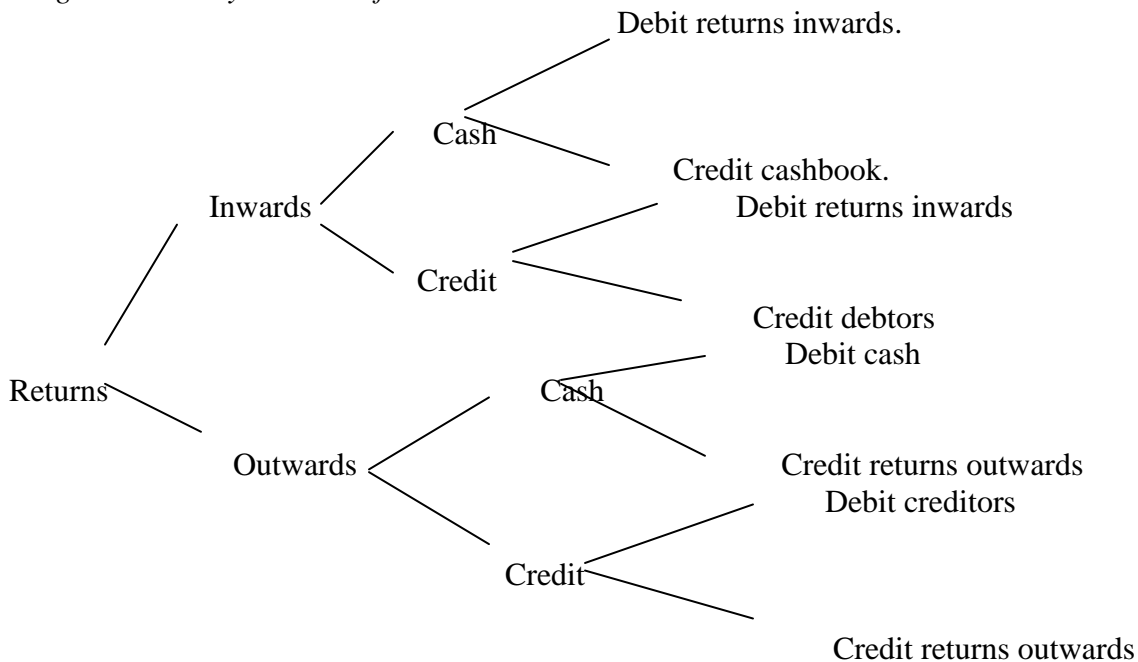 Debit returns inwards.
Cash
Credit cashbook.
Inwards
Debit returns inwards
Credit
Credit debtors
Debit cash
Returns
Cash
Outwards
Credit returns outwards
Debit creditors
Credit
Credit returns outwards